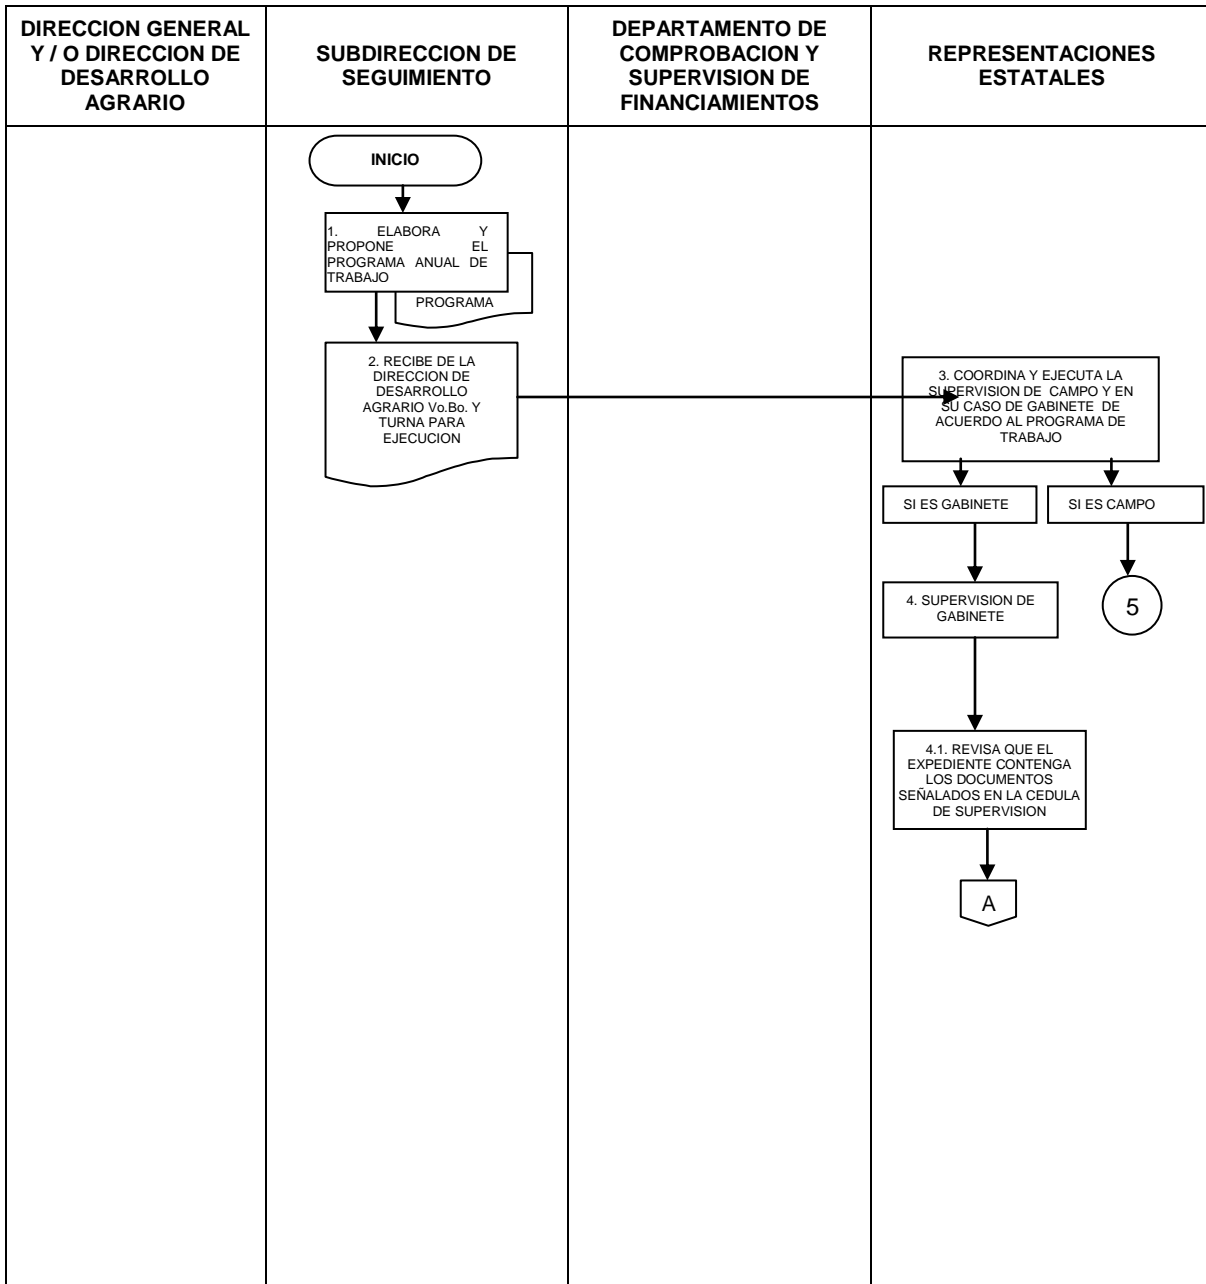 DIRECCION GENERAL
Y / O DIRECCION DE
DESARROLLO
AGRARIO
SUBDIRECCION DE
SEGUIMIENTO
DEPARTAMENTO DE
COMPROBACION Y
SUPERVISION DE
FINANCIAMIENTOS
REPRESENTACIONES
ESTATALES
INICIO
1. ELABORA Y
PROPONE EL
PROGRAMA ANUAL DE
TRABAJO
PROGRAMA
2. RECIBE DE LA
DIRECCION DE
DESARROLLO
AGRARIO Vo.Bo. Y
TURNA PARA
EJECUCION
3. COORDINA Y EJECUTA LA
SUPERVISION DE CAMPO Y EN
SU CASO DE GABINETE DE
ACUERDO AL PROGRAMA DE
TRABAJO
SI ES GABINETE
SI ES CAMPO
4. SUPERVISION DE
GABINETE
5
4.1. REVISA QUE EL
EXPEDIENTE CONTENGA
LOS DOCUMENTOS
SEÑALADOS EN LA CEDULA
DE SUPERVISION
A